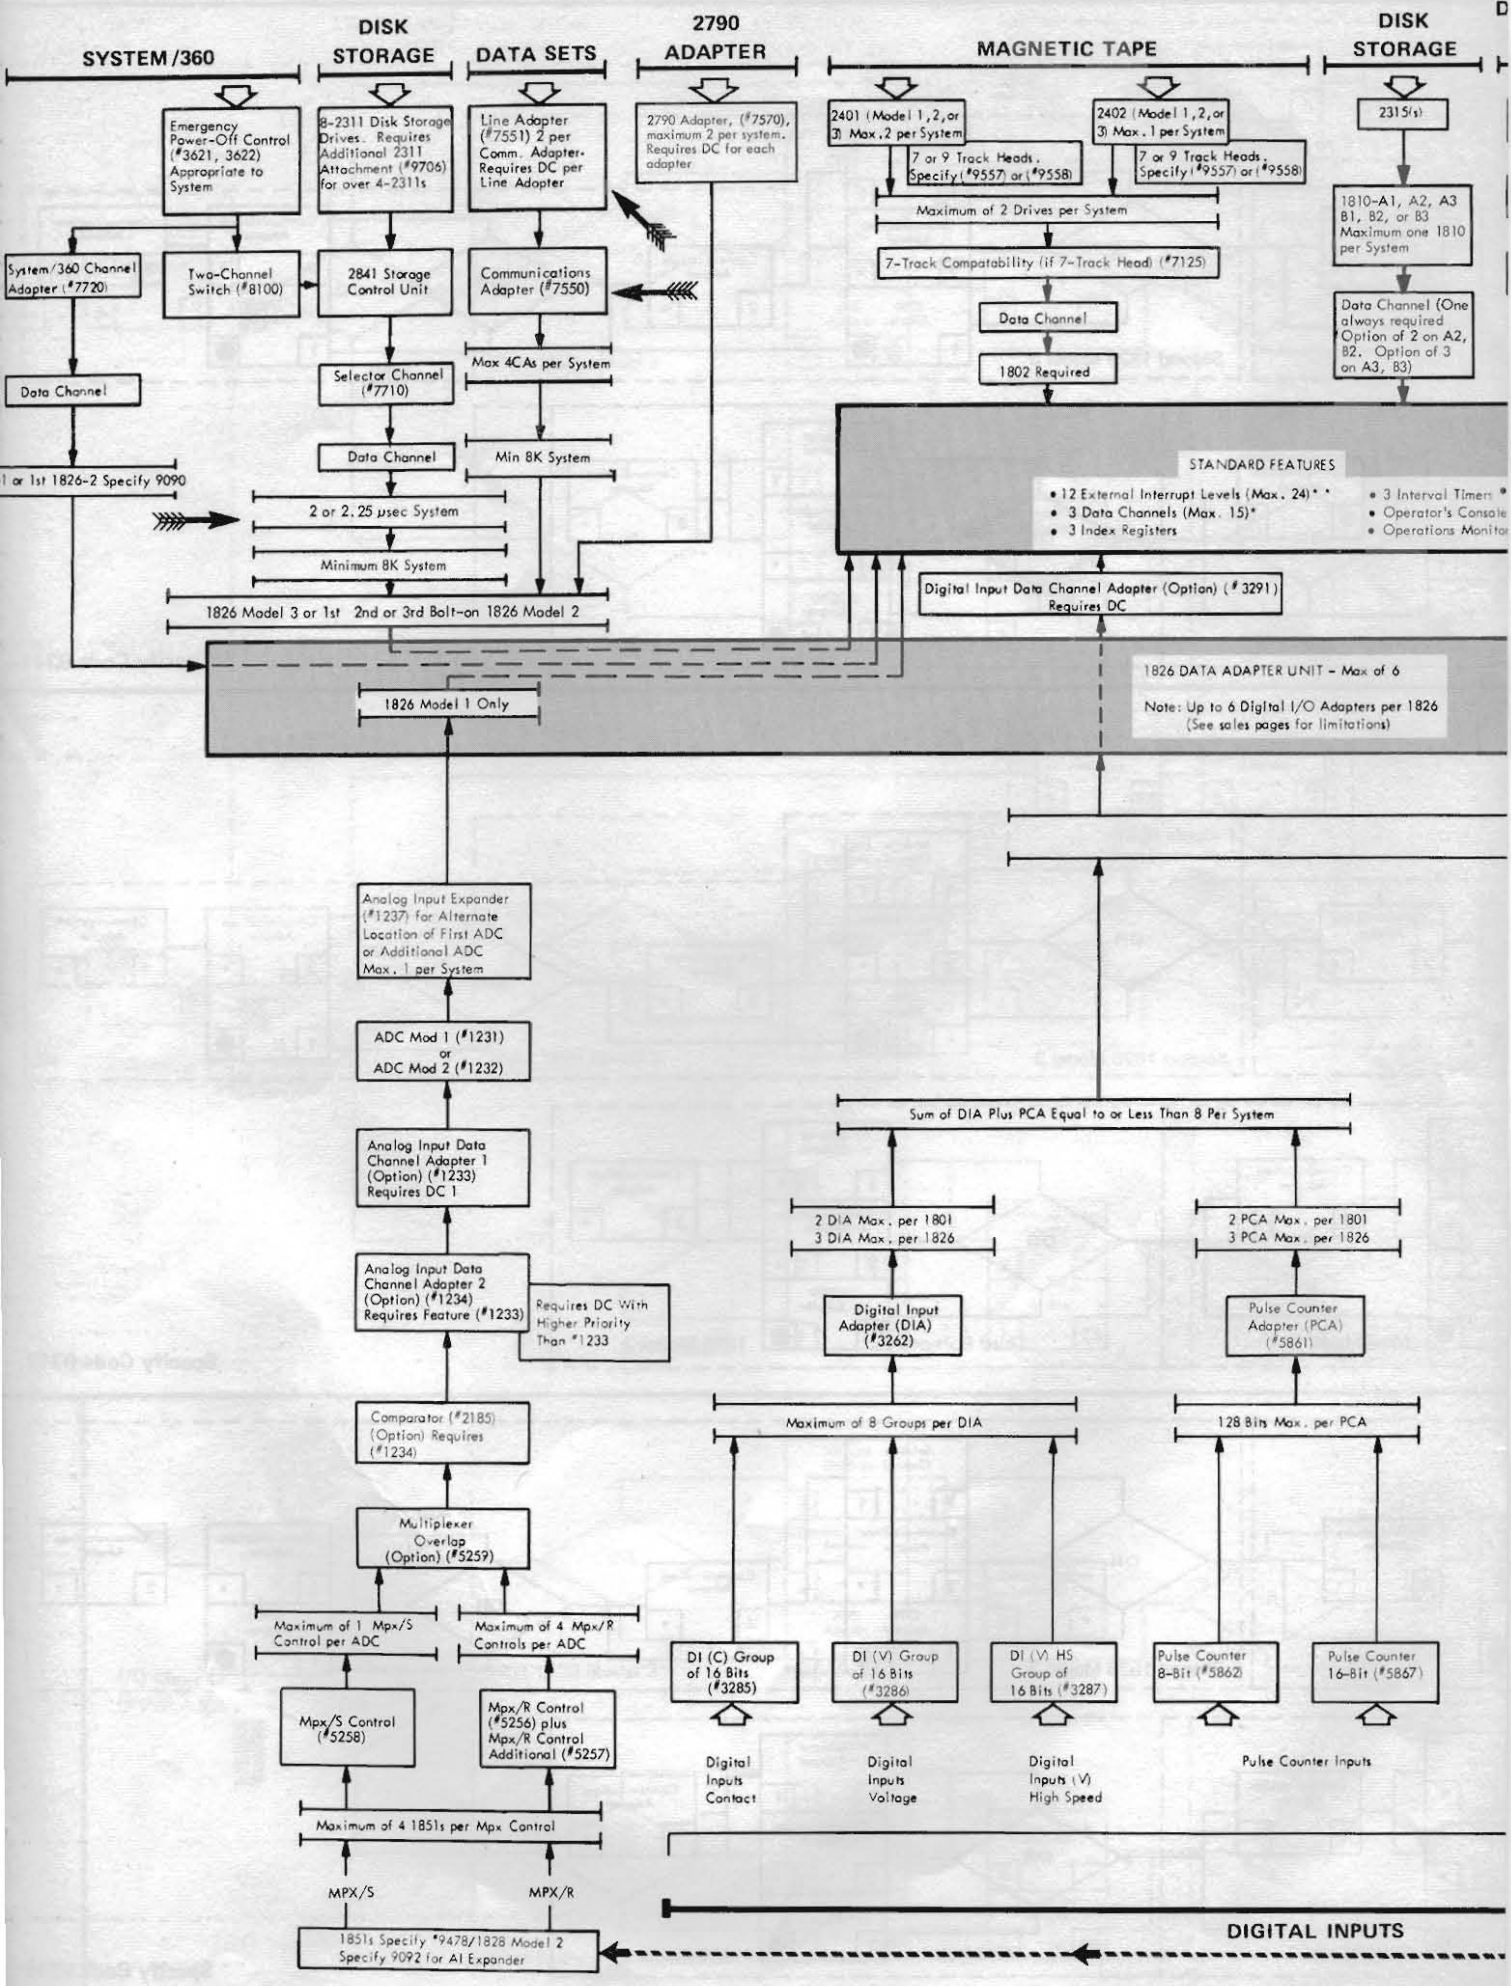 SYSTEM/360
DISK
STORAGE
DATA SETS
2790
ADAPTER
MAGNETIC TAPE
DISK
STORAGE
D
Emergency
Power-Off Control
(#3621, 3622)
Appropriate to
System
8-2311 Disk Storage
Drives. Requires
Additional 2311
Attachment (#9706)
for over 4-2311s
Line Adapter
(#7551) 2 per
Comm. Adapter.
Requires DC per
Line Adapter
2790 Adapter, (#7570),
maximum 2 per system.
Requires DC for each
adapter
2401 (Model 1,2,or
3) Max.2 per System
7 or 9 Track Heads.
Specify (#9557) or (#9558)
2402 (Model 1,2,or
3) Max. 1 per System
7 or 9 Track Heads.
Specify (#9557) or (#9558)
2315(s)
Maximum of 2 Drives per System
1810-A1, A2, A3
B1, B2, or B3
Maximum one 1810
per System
System/360 Channel
Adapter (#7720)
Two-Channel
Switch (#8100)
2841 Storage
Control Unit
Communications
Adapter (#7550)
7-Track Compatability (if 7-Track Head) (#7125)
Data Channel
1802 Required
Data Channel (One
always required
Option of 2 on A2,
B2. Option of 3
on A3, B3)
Max 4CAs per System
Selector Channel
(#7710)
Data Channel
Data Channel
Min 8K System
1 or 1st 1826-2 Specify 9090
2 or 2.25 μsec System
Minimum 8K System
1826 Model 3 or 1st 2nd or 3rd Bolt-on 1826 Model 2
STANDARD FEATURES
• 12 External Interrupt Levels (Max. 24)* *
• 3 Data Channels (Max. 15)*
• 3 Index Registers
• 3 Interval Timers *
• Operator's Console
• Operations Monitor
Digital Input Data Channel Adapter (Option) (#3291)
Requires DC
1826 DATA ADAPTER UNIT - Max of 6
Note: Up to 6 Digital I/O Adapters per 1826
(See sales pages for limitations)
1826 Model 1 Only
Analog Input Expander
(#1237) for Alternate
Location of First ADC
or Additional ADC
Max. 1 per System
ADC Mod 1 (#1231)
or
ADC Mod 2 (#1232)
Analog Input Data
Channel Adapter 1
(Option) (#1233)
Requires DC 1
Analog Input Data
Channel Adapter 2
(Option) (#1234)
Requires Feature (#1233)
Requires DC With
Higher Priority
Than #1233
Comparator (#2185)
(Option) Requires
(#1234)
Multiplexer
Overlap
(Option) (#5259)
Maximum of 1 Mpx/S
Control per ADC
Maximum of 4 Mpx/R
Controls per ADC
Mpx/S Control
(#5258)
Mpx/R Control
(#5256) plus
Mpx/R Control
Additional (#5257)
Maximum of 4 1851s per Mpx Control
MPX/S
MPX/R
1851s Specify #9478/1828 Model 2
Specify 9092 for AI Expander
Sum of DIA Plus PCA Equal to or Less Than 8 Per System
2 DIA Max. per 1801
3 DIA Max. per 1826
2 PCA Max. per 1801
3 PCA Max. per 1826
Digital Input
Adapter (DIA)
(#3262)
Pulse Counter
Adapter (PCA)
(#5861)
Maximum of 8 Groups per DIA
128 Bits Max. per PCA
DI (C) Group
of 16 Bits
(#3285)
DI (V) Group
of 16 Bits
(#3286)
DI (V) HS
Group of
16 Bits (#3287)
Pulse Counter
8-Bit (#5862)
Pulse Counter
16-Bit (#5867)
Digital
Inputs
Contact
Digital
Inputs
Voltage
Digital
Inputs (V)
High Speed
Pulse Counter Inputs
DIGITAL INPUTS